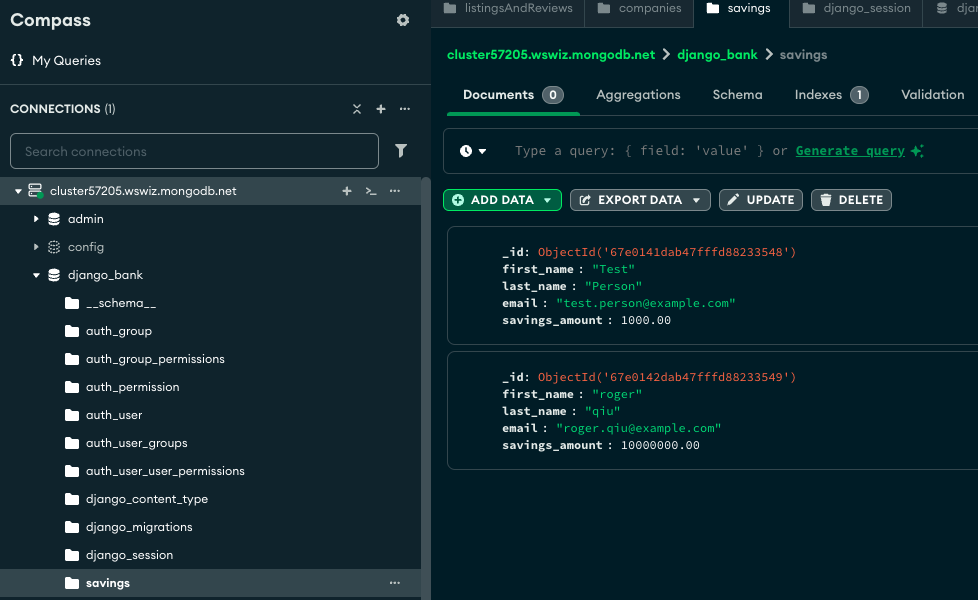 Compass
{} My Queries
CONNECTIONS (1)
Search connections
cluster57205.wswiz.mongodb.net
admin
config
django_bank
__schema__
auth_group
auth_group_permissions
auth_permission
auth_user
auth_user_groups
auth_user_user_permissions
django_content_type
django_migrations
django_session
savings
listingsAndReviews
companies
savings
django_session
cluster57205.wswiz.mongodb.net > django_bank > savings
Documents 0 Aggregations Schema Indexes 1 Validation
Type a query: { field: 'value' } or Generate query
ADD DATA EXPORT DATA UPDATE DELETE
_id: ObjectId('67e0141dab47fffd88233548')
first_name : "Test"
last_name : "Person"
email : "test.person@example.com"
savings_amount : 1000.00
_id: ObjectId('67e0142dab47fffd88233549')
first_name : "roger"
last_name : "qiu"
email : "roger.qiu@example.com"
savings_amount : 10000000.00